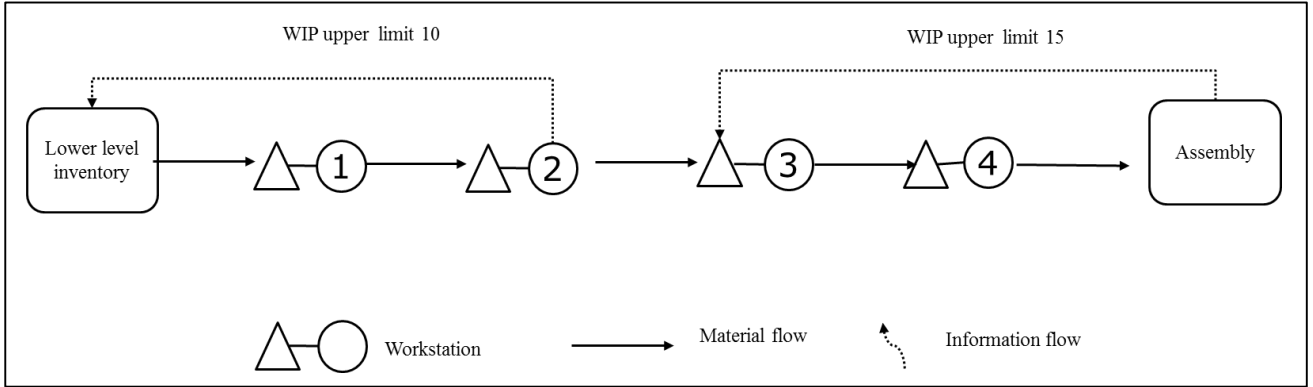 WIP upper limit 10
WIP upper limit 15
Lower level
inventory
1
2
3
4
Assembly
Workstation
Material flow
Information flow